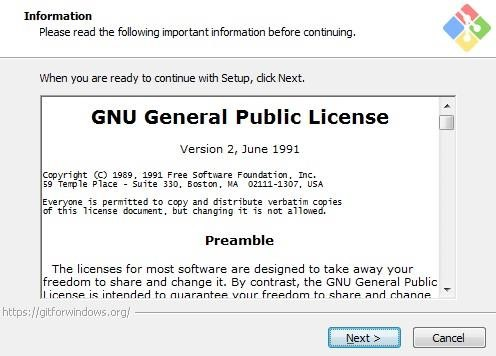 Information
Please read the following important information before continuing.
When you are ready to continue with Setup, click Next.
GNU General Public License
Version 2, June 1991
Copyright (C) 1989, 1991 Free Software Foundation, Inc.
59 Temple Place - Suite 330, Boston, MA  02111-1307, USA
Everyone is permitted to copy and distribute verbatim copies
of this license document, but changing it is not allowed.
Preamble
The licenses for most software are designed to take away your
freedom to share and change it. By contrast, the GNU General Public
License is intended to guarantee your freedom to share and change
https://gitforwindows.org/
Next >
Cancel